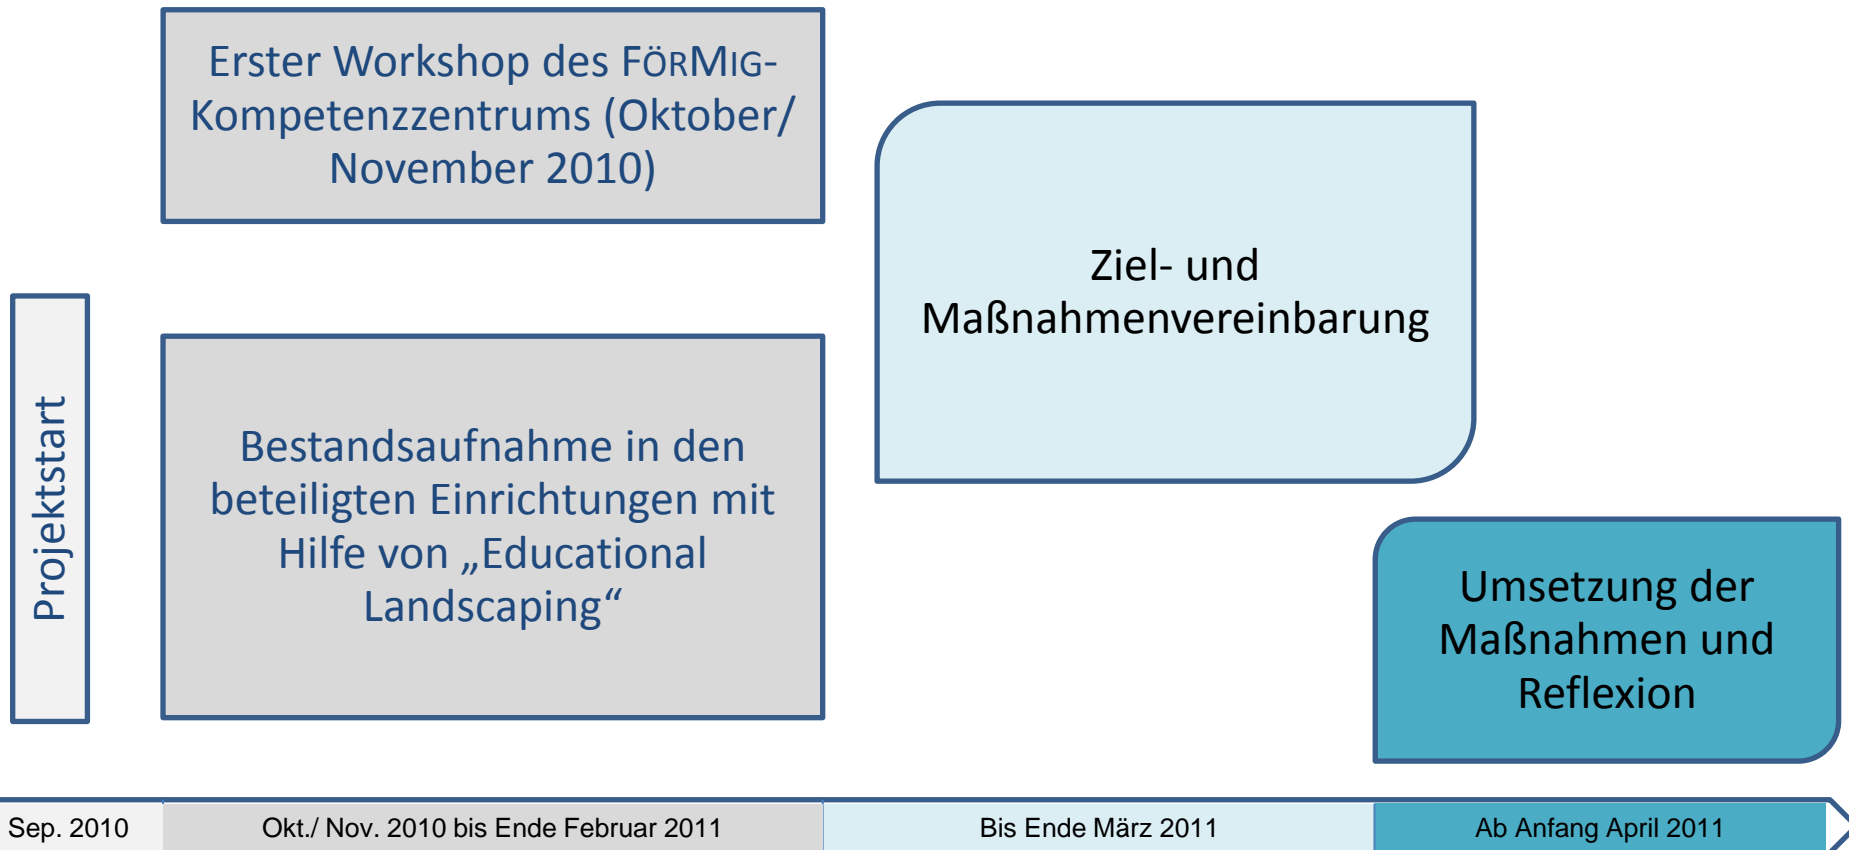 Erster Workshop des FÖRMIG-
Kompetenzzentrums (Oktober/
November 2010)
Ziel- und
Maßnahmenvereinbarung
Projektstart
Bestandsaufnahme in den
beteiligten Einrichtungen mit
Hilfe von „Educational
Landscaping“
Umsetzung der
Maßnahmen und
Reflexion
Sep. 2010
Okt./ Nov. 2010 bis Ende Februar 2011
Bis Ende März 2011
Ab Anfang April 2011